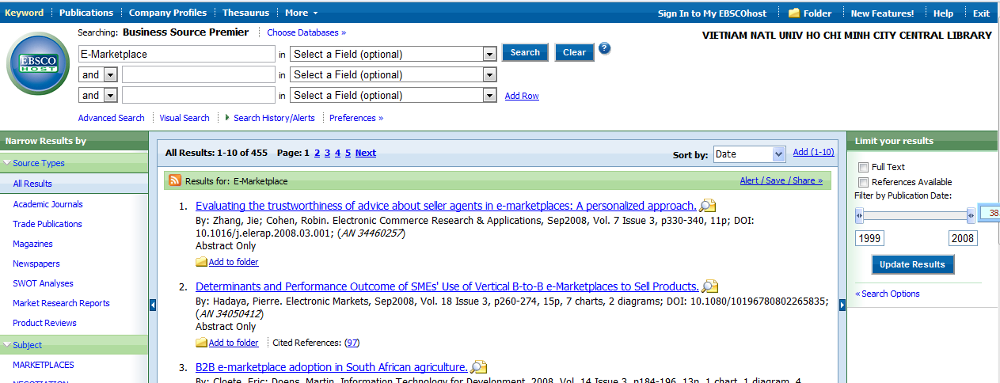 Keyword Publications Company Profiles Thesaurus More Sign In to My EBSCOhost Folder New Features! Help Exit
Searching: Business Source Premier Choose Databases »
VIETNAM NATL UNIV HO CHI MINH CITY CENTRAL LIBRARY
EBSCO
HOST
E-Marketplace in Select a Field (optional) Search Clear ?
and in Select a Field (optional)
and in Select a Field (optional) Add Row
Advanced Search Visual Search Search History/Alerts Preferences »
Narrow Results by
Source Types
All Results
Academic Journals
Trade Publications
Magazines
Newspapers
SWOT Analyses
Market Research Reports
Product Reviews
Subject
MARKETPLACES
NEGOTIATION
All Results: 1-10 of 455 Page: 1 2 3 4 5 Next
Sort by: Date Add (1-10)
Results for: E-Marketplace Alert / Save / Share »
1. Evaluating the trustworthiness of advice about seller agents in e-marketplaces: A personalized approach.
By: Zhang, Jie; Cohen, Robin. Electronic Commerce Research & Applications, Sep2008, Vol. 7 Issue 3, p330-340, 11p; DOI:
10.1016/j.elerap.2008.03.001; (AN 34460257)
Abstract Only
Add to folder
2. Determinants and Performance Outcome of SMEs' Use of Vertical B-to-B e-Marketplaces to Sell Products.
By: Hadaya, Pierre. Electronic Markets, Sep2008, Vol. 18 Issue 3, p260-274, 15p, 7 charts, 2 diagrams; DOI: 10.1080/10196780802265835;
(AN 34050412)
Abstract Only
Add to folder Cited References: (97)
3. B2B e-marketplace adoption in South African agriculture.
By: Cloete, Eric; Doens, Martin. Information Technology for Development, 2008, Vol. 14 Issue 3, p184-196, 13p, 1 chart, 1 diagram, 4
Limit your results
Full Text
References Available
Filter by Publication Date:
38
1999 2008
Update Results
« Search Options